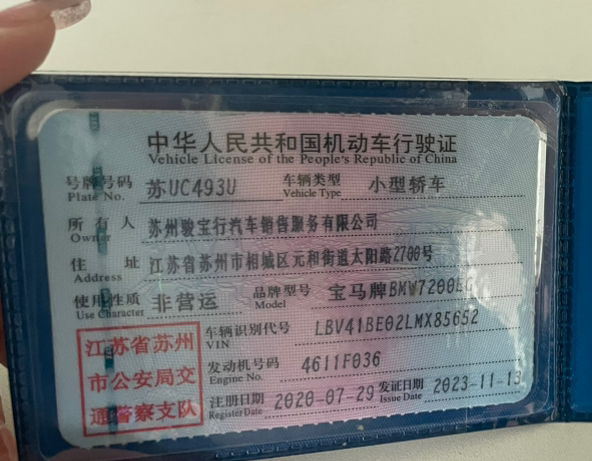 中华人民共和国机动车行驶证
Vehicle License of the People's Republic of China
号牌号码 苏UC493U 车辆类型 小型轿车
Plate No. Vehicle Type
所有人 苏州骏宝行汽车销售服务有限公司
Owner
住址 江苏省苏州市相城区元和街道太阳路2700号
Address
使用性质 非营运 品牌型号 宝马牌BMW7200EG
Use Character Model
车辆识别代号 LBV41BE02LMX85652
VIN
发动机号码 4611F036
Engine No.
注册日期 2020-07-29 发证日期 2023-11-13
Register Date Issue Date
江苏省苏州
市公安局交
通警察支队